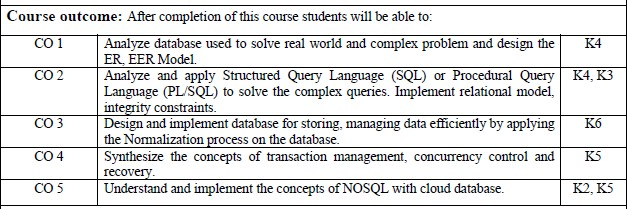 Course outcome: After completion of this course students will be able to:
CO 1 Analyze database used to solve real world and complex problem and design the K4
ER, EER Model.
CO 2 Analyze and apply Structured Query Language (SQL) or Procedural Query K4, K3
Language (PL/SQL) to solve the complex queries. Implement relational model,
integrity constraints.
CO 3 Design and implement database for storing, managing data efficiently by applying K6
the Normalization process on the database.
CO 4 Synthesize the concepts of transaction management, concurrency control and K5
recovery.
CO 5 Understand and implement the concepts of NOSQL with cloud database. K2, K5